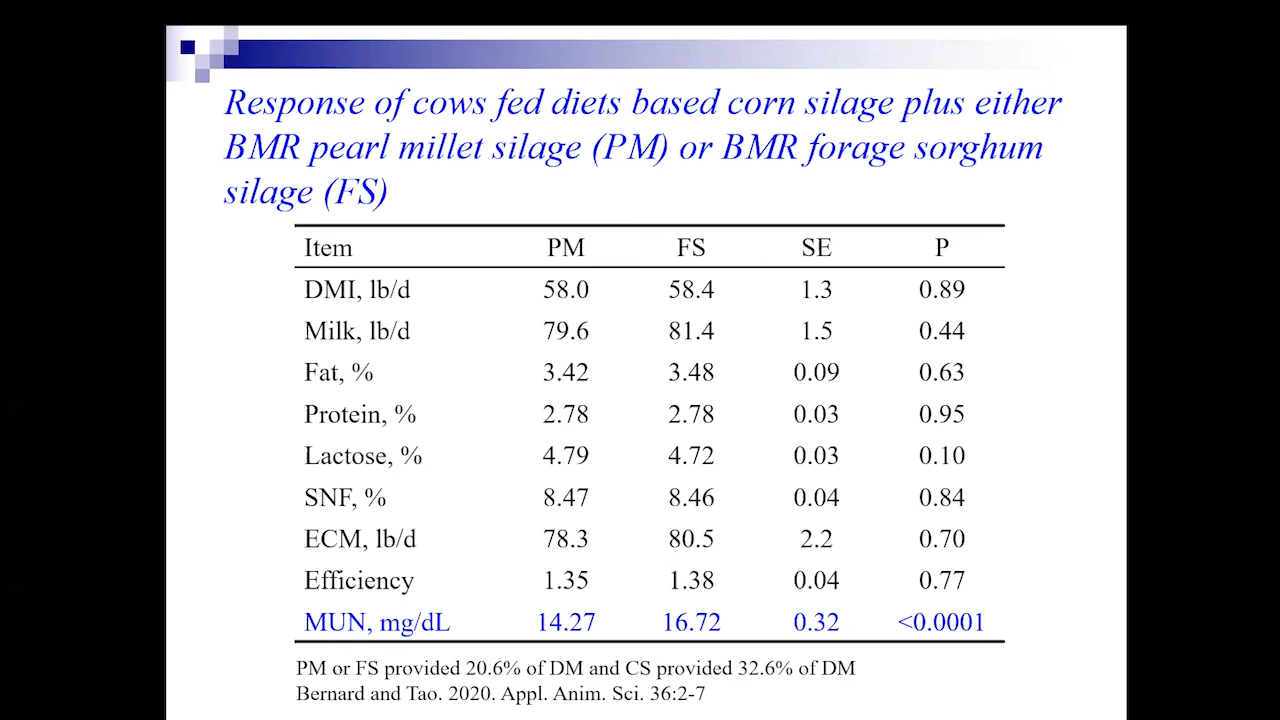 Response of cows fed diets based corn silage plus either
BMR pearl millet silage (PM) or BMR forage sorghum
silage (FS)
Item PM FS SE P
DMI, lb/d 58.0 58.4 1.3 0.89
Milk, lb/d 79.6 81.4 1.5 0.44
Fat, % 3.42 3.48 0.09 0.63
Protein, % 2.78 2.78 0.03 0.95
Lactose, % 4.79 4.72 0.03 0.10
SNF, % 8.47 8.46 0.04 0.84
ECM, lb/d 78.3 80.5 2.2 0.70
Efficiency 1.35 1.38 0.04 0.77
MUN, mg/dL 14.27 16.72 0.32 <0.0001
PM or FS provided 20.6% of DM and CS provided 32.6% of DM
Bernard and Tao. 2020. Appl. Anim. Sci. 36:2-7